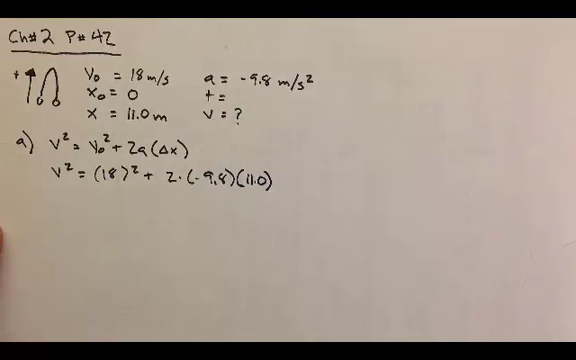 Ch#2 P#42
+ V₀ = 18 m/s a = -9.8 m/s²
x₀ = 0 t =
x = 11.0 m v = ?
a) V² = V₀² + 2a(Δx)
V² = (18)² + 2·(-9.8)(11.0)